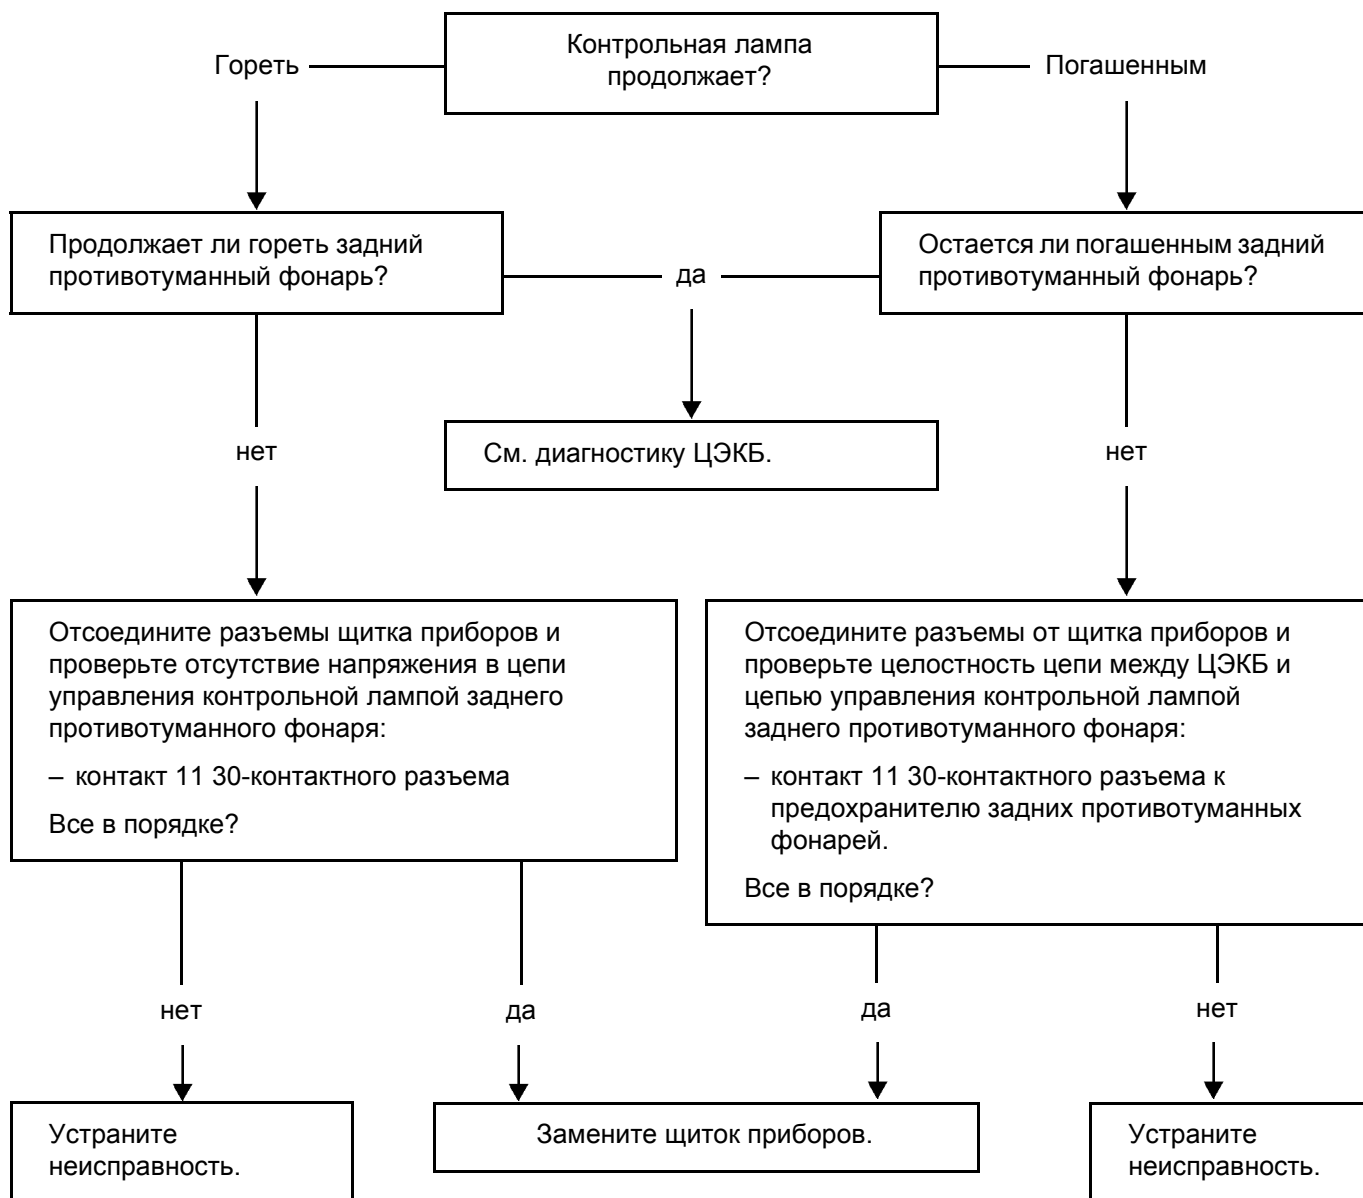 Контрольная лампа
продолжает?
Гореть
Погашенным
Продолжает ли гореть задний
противотуманный фонарь?
да
Остается ли погашенным задний
противотуманный фонарь?
нет
См. диагностику ЦЭКБ.
нет
Отсоедините разъемы щитка приборов и
проверьте отсутствие напряжения в цепи
управления контрольной лампой заднего
противотуманного фонаря:
– контакт 11 30-контактного разъема
Все в порядке?
Отсоедините разъемы от щитка приборов и
проверьте целостность цепи между ЦЭКБ и
цепью управления контрольной лампой
заднего противотуманного фонаря:
– контакт 11 30-контактного разъема к
предохранителю задних противотуманных
фонарей.
Все в порядке?
нет
да
да
нет
Устраните
неисправность.
Замените щиток приборов.
Устраните
неисправность.